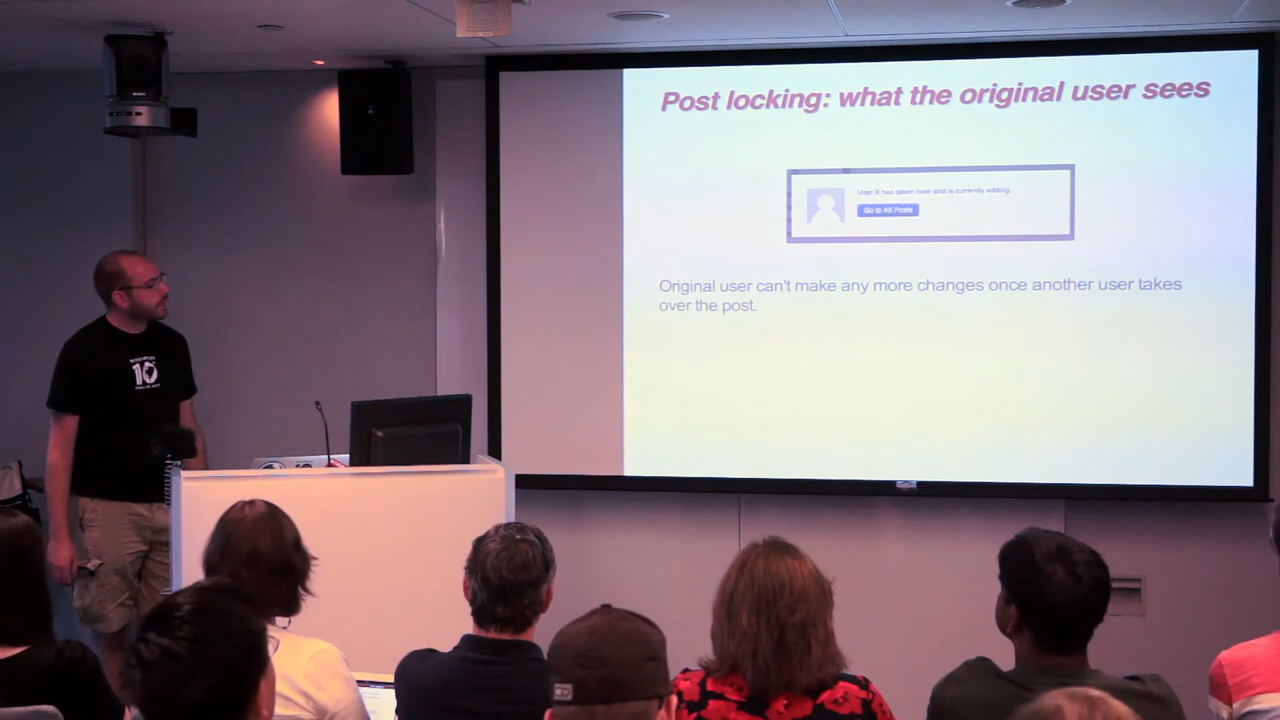 Post locking: what the original user sees
User X has taken over and is currently editing.
Go to All Posts
Original user can't make any more changes once another user takes
over the post.
10